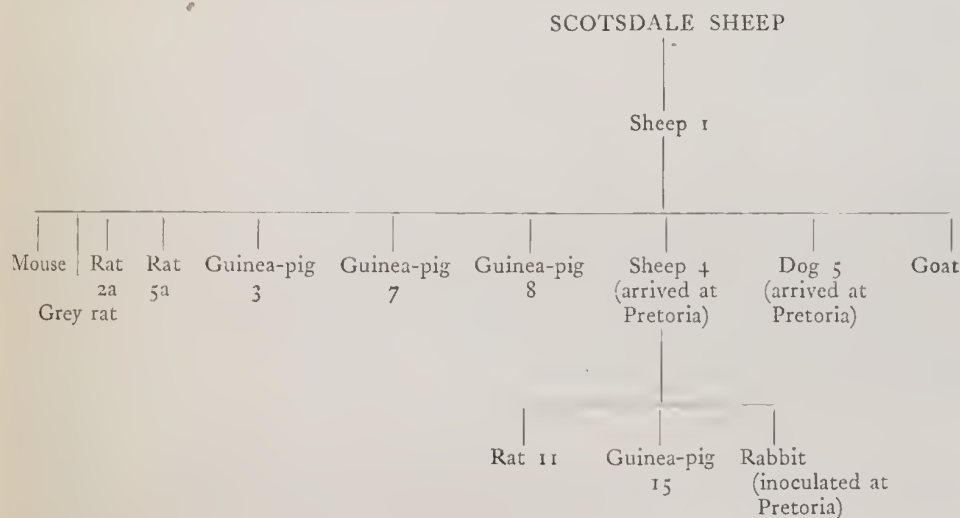 SCOTSDALE SHEEP
Sheep 1
Mouse Rat Rat Guinea-pig Guinea-pig Guinea-pig Sheep 4 Dog 5 Goat
2a 5a 3 7 8 (arrived at (arrived at
Grey rat Pretoria) Pretoria)
Rat 11 Guinea-pig Rabbit
15 (inoculated at
Pretoria)